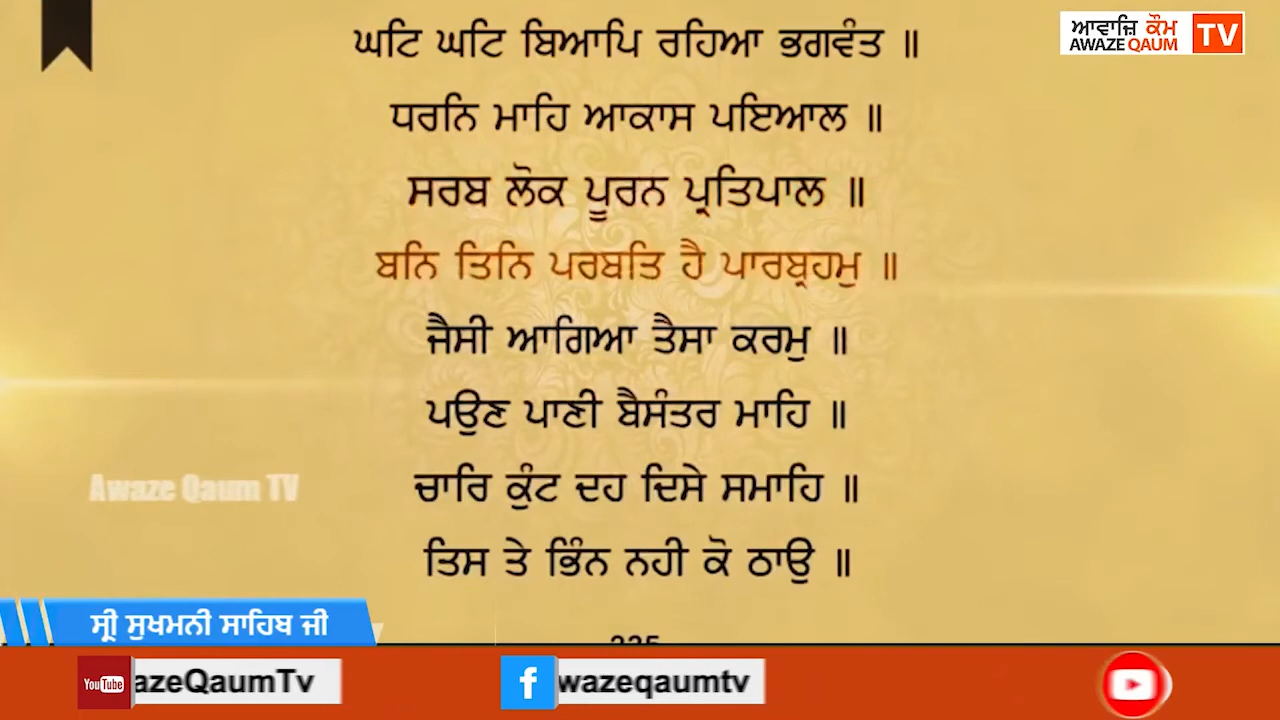 ਘਟਿ ਘਟਿ ਬਿਆਪਿ ਰਹਿਆ ਭਗਵੰਤ ॥
ਧਰਨਿ ਮਾਹਿ ਆਕਾਸ ਪਇਆਲ ॥
ਸਰਬ ਲੋਕ ਪੂਰਨ ਪ੍ਰਤਿਪਾਲ ॥
ਬਨਿ ਤਿਨਿ ਪਰਬਤਿ ਹੈ ਪਾਰਬ੍ਰਹਮੁ ॥
ਜੈਸੀ ਆਗਿਆ ਤੈਸਾ ਕਰਮੁ ॥
ਪਉਣ ਪਾਣੀ ਬੈਸੰਤਰ ਮਾਹਿ ॥
ਚਾਰਿ ਕੁੰਟ ਦਹ ਦਿਸੇ ਸਮਾਹਿ ॥
ਤਿਸ ਤੇ ਭਿੰਨ ਨਹੀ ਕੋ ਠਾਉ ॥
ਆਵਾਜ਼ਿ ਕੌਮ
AWAZE QAUM TV
Awaze Qaum TV
ਸ੍ਰੀ ਸੁਖਮਨੀ ਸਾਹਿਬ ਜੀ
YouTube azeQaumTv
f wazeqaumtv